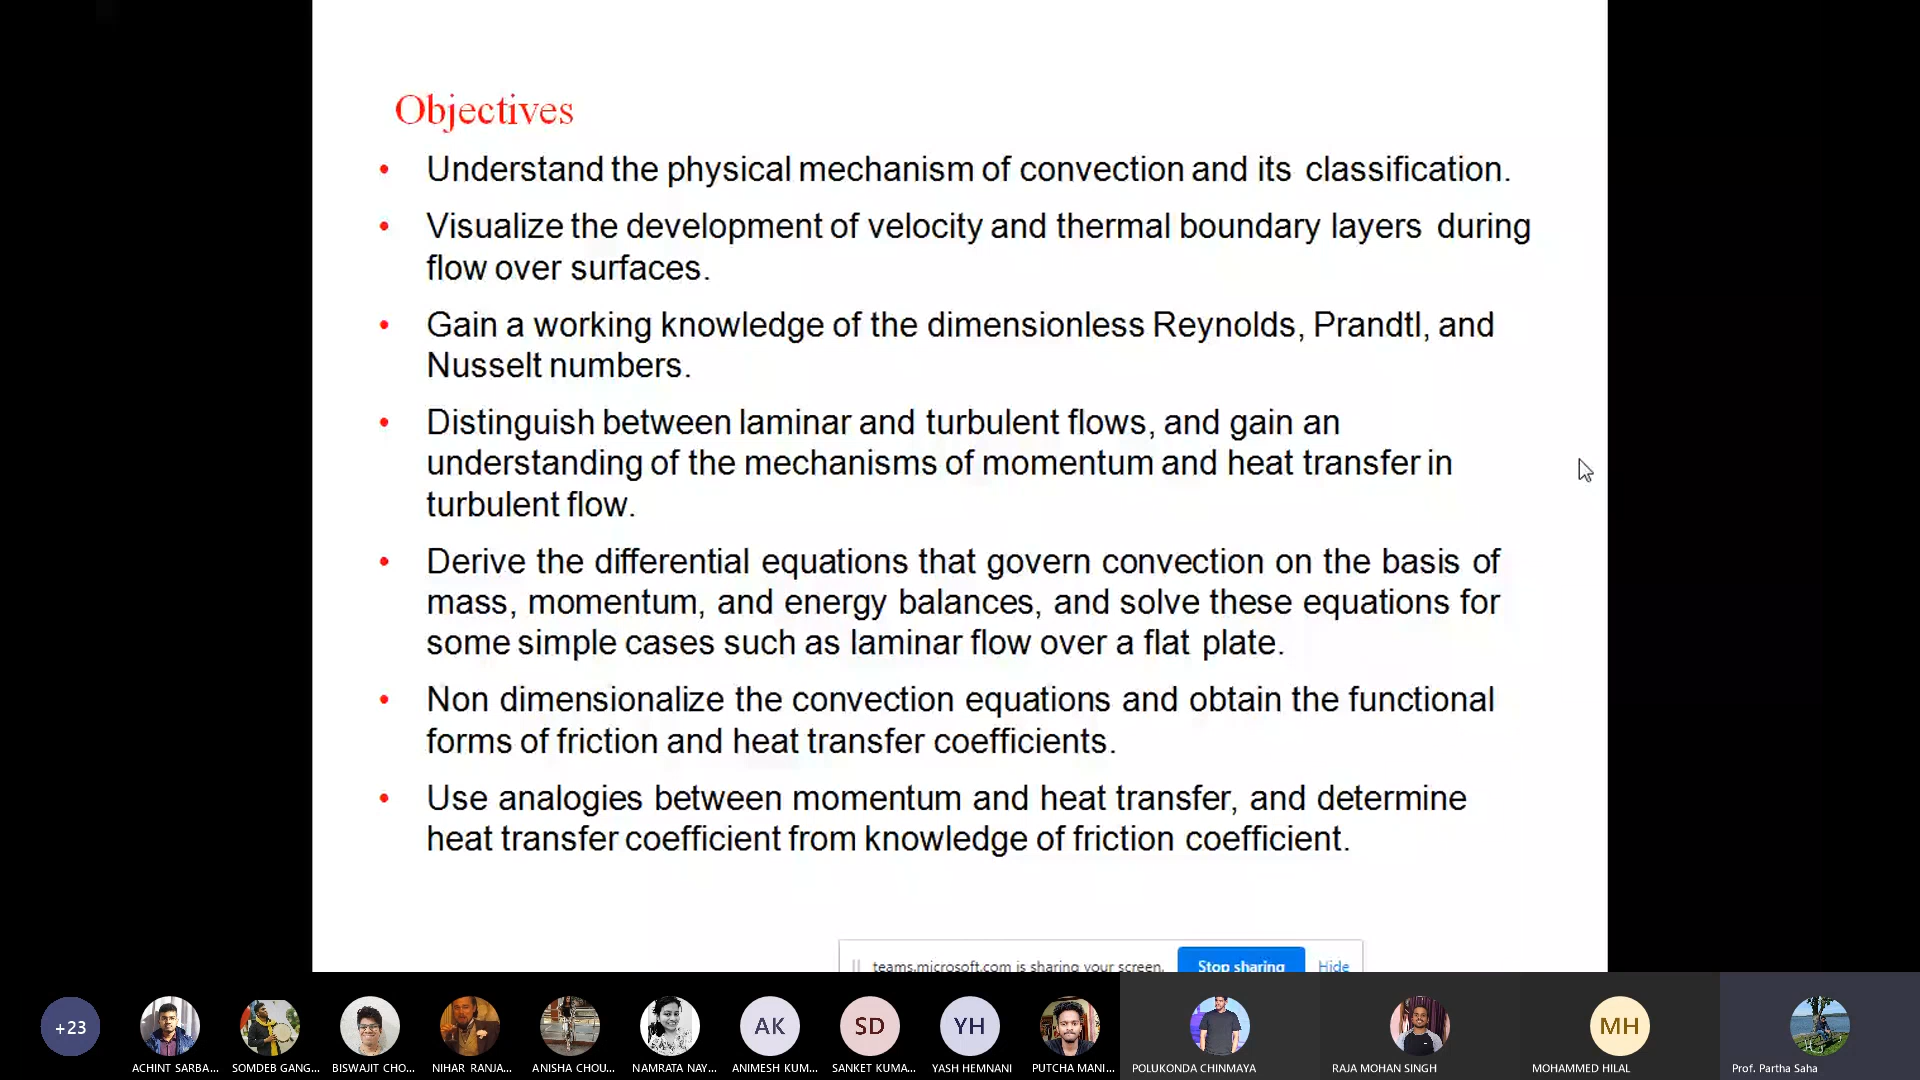 Objectives
• Understand the physical mechanism of convection and its classification.
• Visualize the development of velocity and thermal boundary layers during
flow over surfaces.
• Gain a working knowledge of the dimensionless Reynolds, Prandtl, and
Nusselt numbers.
• Distinguish between laminar and turbulent flows, and gain an
understanding of the mechanisms of momentum and heat transfer in
turbulent flow.
• Derive the differential equations that govern convection on the basis of
mass, momentum, and energy balances, and solve these equations for
some simple cases such as laminar flow over a flat plate.
• Non dimensionalize the convection equations and obtain the functional
forms of friction and heat transfer coefficients.
• Use analogies between momentum and heat transfer, and determine
heat transfer coefficient from knowledge of friction coefficient.
teams.microsoft.com is sharing your screen. Stop sharing Hide
+23 AK SD YH MH
ACHINT SARBA... SOMDEB GANG... BISWAJIT CHO... NIHAR RANJA... ANISHA CHOU... NAMRATA NAY... ANIMESH KUM... SANKET KUMA... YASH HEMNANI PUTCHA MANI... POLUKONDA CHINMAYA RAJA MOHAN SINGH MOHAMMED HILAL Prof. Partha Saha